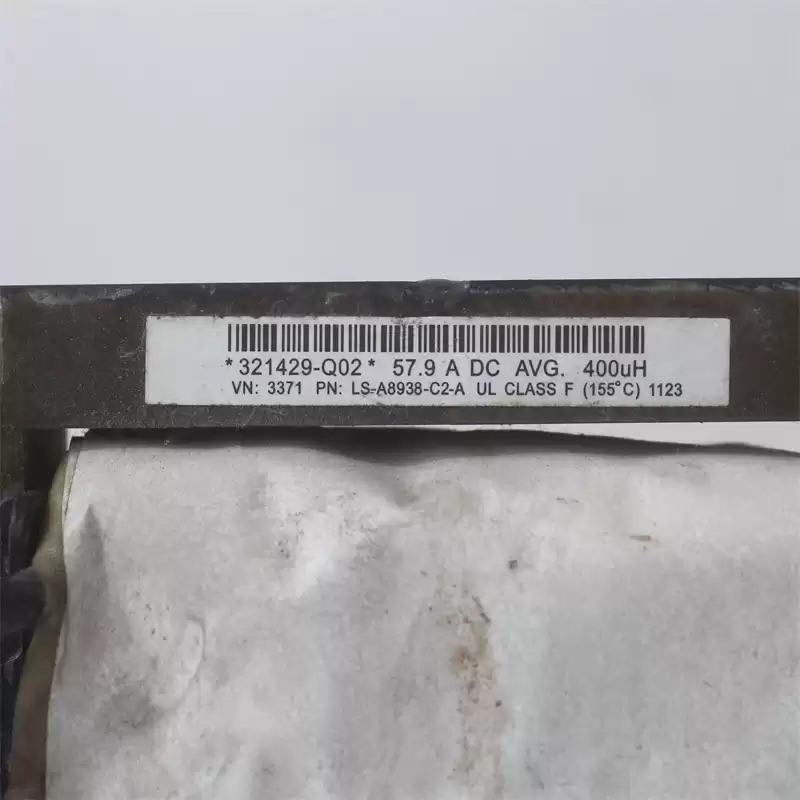 *321429-Q02* 57.9 A DC AVG. 400uH
VN: 3371 PN: LS-A8938-C2-A UL CLASS F (155°C) 1123